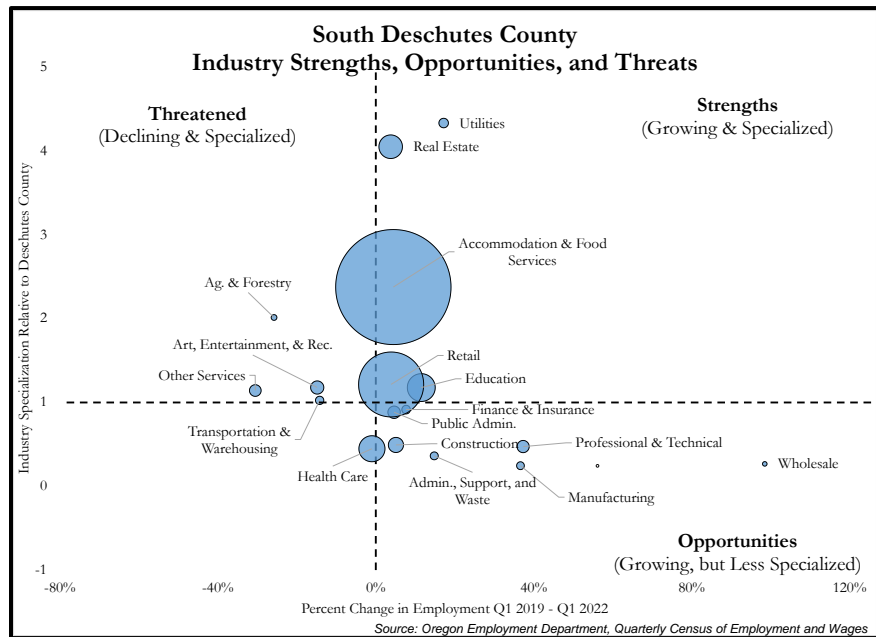 South Deschutes County
Industry Strengths, Opportunities, and Threats
5
Threatened
(Declining & Specialized)
Strengths
(Growing & Specialized)
Utilities
Real Estate
4
3
Accommodation & Food
Services
Ag. & Forestry
2
Art, Entertainment, & Rec.
Retail
Other Services
Education
1
Finance & Insurance
Public Admin.
Transportation &
Warehousing
Construction
Professional & Technical
Health Care
Admin., Support, and
Waste
Manufacturing
Wholesale
0
Opportunities
(Growing, but Less Specialized)
-1
-80%
-40%
0%
40%
80%
120%
Industry Specialization Relative to Deschutes County
Percent Change in Employment Q1 2019 - Q1 2022
Source: Oregon Employment Department, Quarterly Census of Employment and Wages